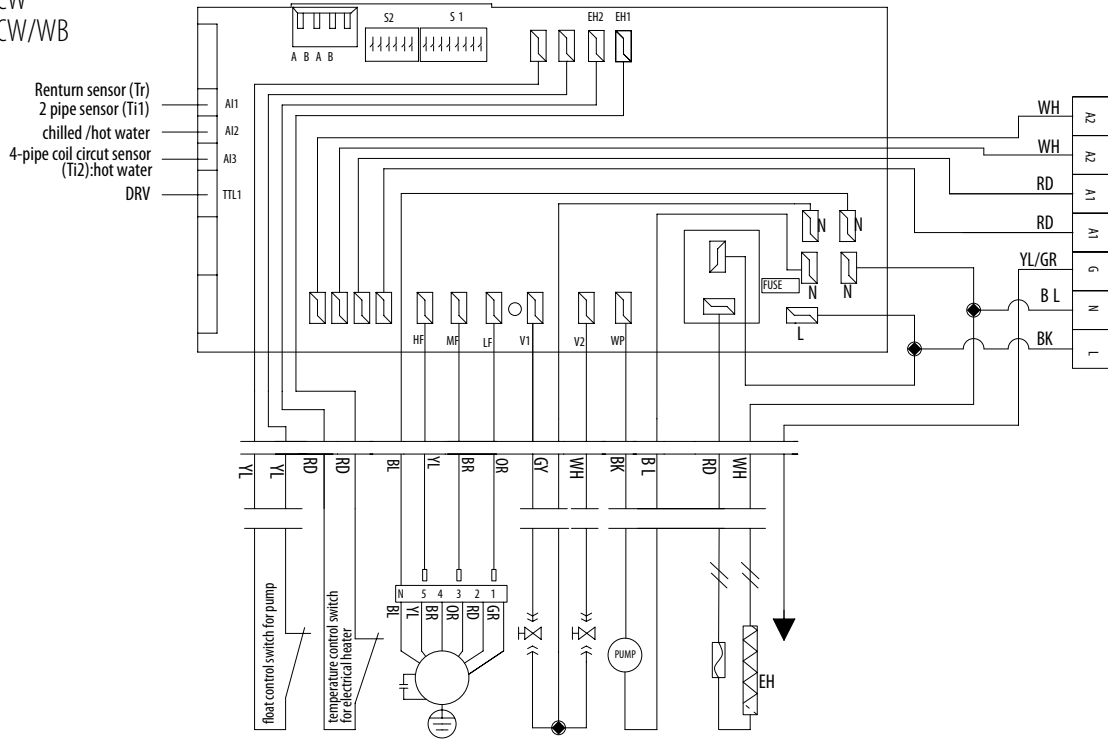 CW
CW/WB
S2
S 1
EH2 EH1
A B A B
Renturn sensor (Tr)
2 pipe sensor (Ti1)
AI1
chilled /hot water
AI2
4-pipe coil circut sensor
(Ti2):hot water
AI3
DRV
TTL1
WH
A2
WH
A2
RD
A1
RD
A1
YL/GR
G
B L
N
BK
L
N
N
N
N
FUSE
L
HF
MF
LF
V1
V2
WP
YL
YL
RD
RD
BL
YL
BR
OR
GY
WH
BK
B L
RD
WH
N 5 4 3 2 1
BL
YL
BR
OR
RD
GR
float control switch for pump
temperature control switch
for electrical heater
PUMP
EH